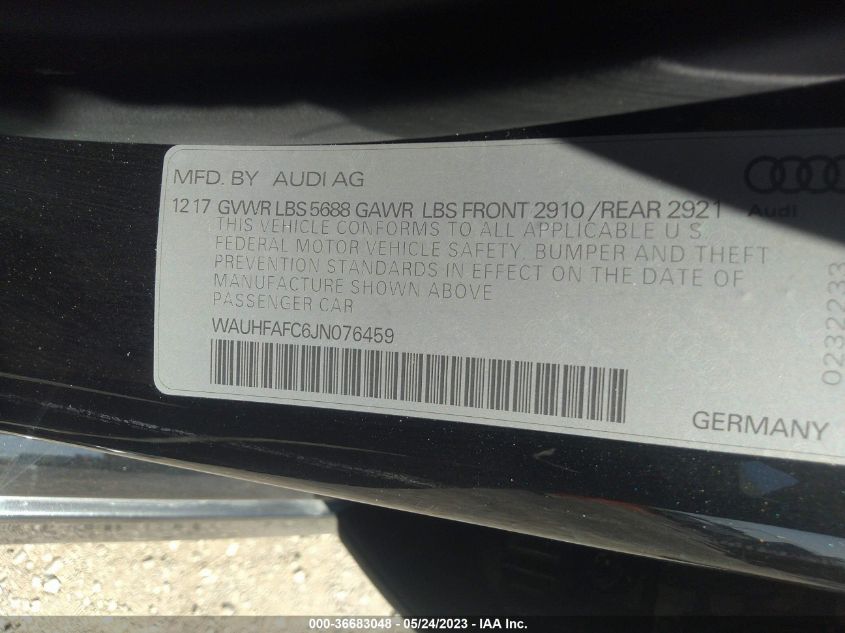 MFD. BY AUDI AG
12 17 GVWR LBS 5688 GAWR LBS FRONT 2910 / REAR 2921
THIS VEHICLE CONFORMS TO ALL APPLICABLE U.S.
FEDERAL MOTOR VEHICLE SAFETY, BUMPER AND THEFT
PREVENTION STANDARDS IN EFFECT ON THE DATE OF
MANUFACTURE SHOWN ABOVE
PASSENGER CAR
WAUHFAFC6JN076459
Audi
0232233
GERMANY
000-36683048 - 05/24/2023 - IAA Inc.